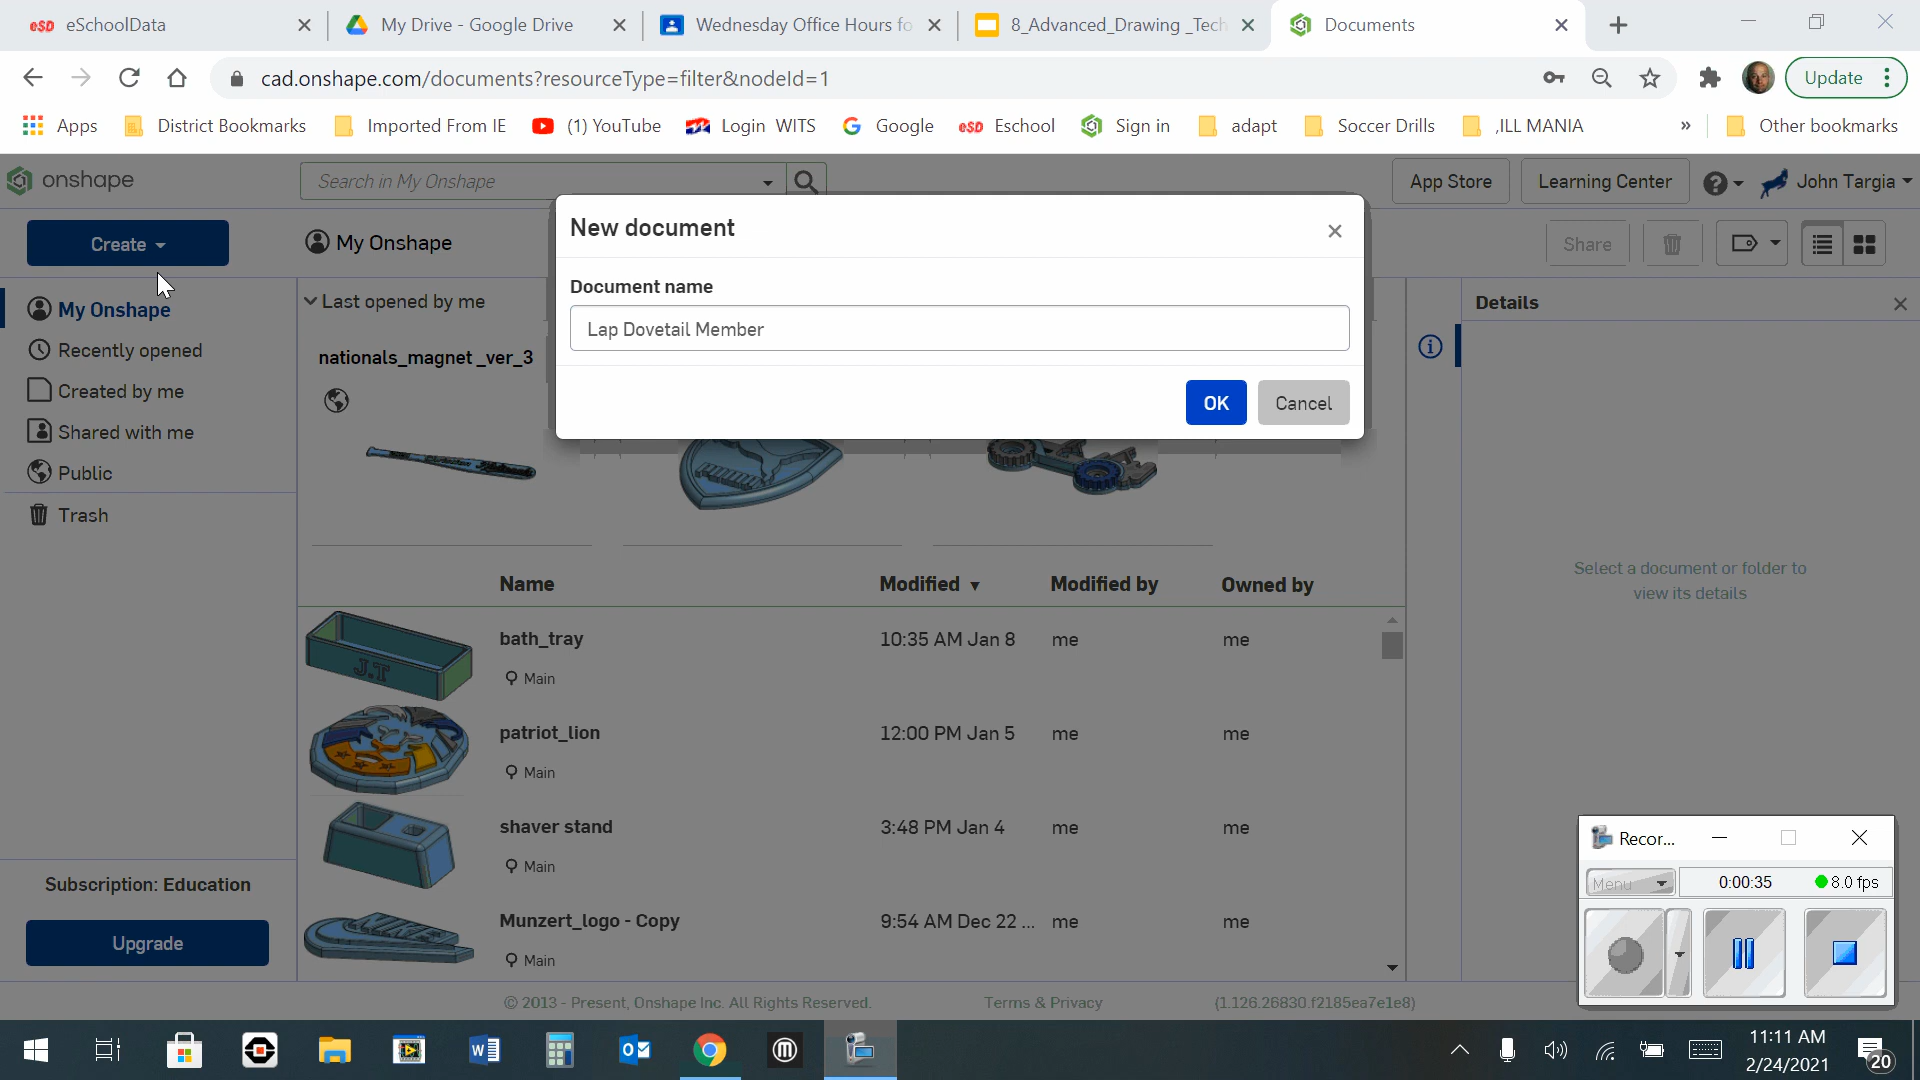 eSD eSchoolData
My Drive - Google Drive
Wednesday Office Hours fo
8_Advanced_Drawing _Tech
Documents
cad.onshape.com/documents?resourceType=filter&nodeId=1
Update
Apps
District Bookmarks
Imported From IE
(1) YouTube
Login WITS
Google
eSD Eschool
Sign in
adapt
Soccer Drills
,ILL MANIA
»
Other bookmarks
onshape
Search in My Onshape
App Store
Learning Center
John Targia
Create
My Onshape
Share
New document
Document name
Lap Dovetail Member
OK
Cancel
Details
Select a document or folder to
view its details
My Onshape
Recently opened
Created by me
Shared with me
Public
Trash
Last opened by me
nationals_magnet_ver_3
Name Modified Modified by Owned by
bath_tray 10:35 AM Jan 8 me me
Main
J.T
patriot_lion 12:00 PM Jan 5 me me
Main
shaver stand 3:48 PM Jan 4 me me
Main
Munzert_logo - Copy 9:54 AM Dec 22 ... me me
Main
Subscription: Education
Upgrade
© 2013 - Present, Onshape Inc. All Rights Reserved.
Terms & Privacy
(1.126.26830.f2185ea7e1e8)
Recor...
Menu
0:00:35
8.0 fps
11:11 AM
2/24/2021
20